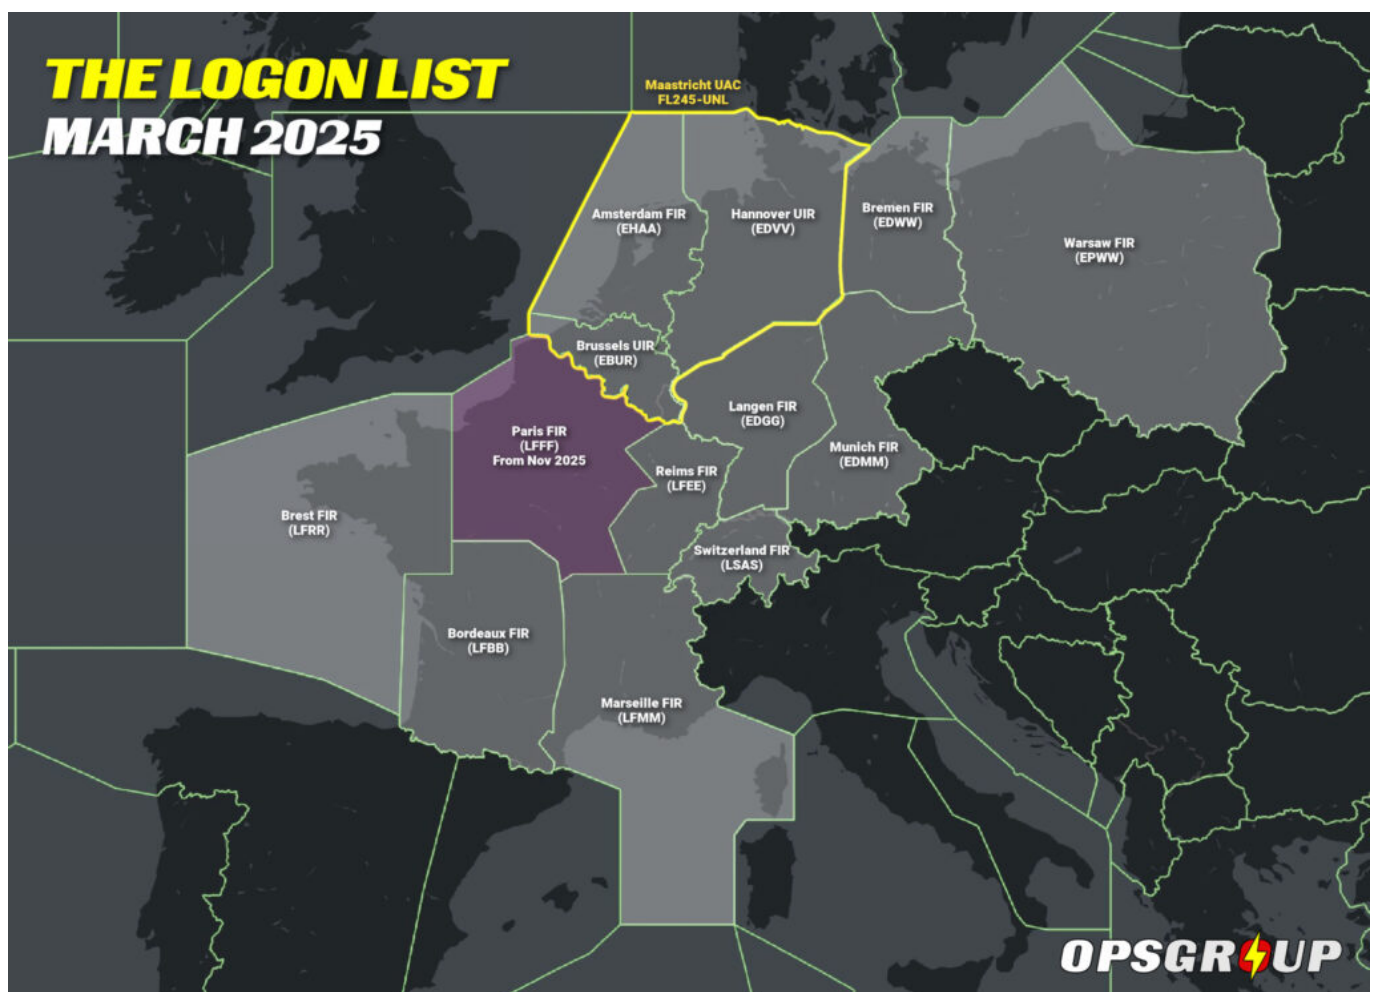 THE LOGON LIST
MARCH 2025
Maastricht UAC
FL245-UNL
Amsterdam FIR
(EHAA)
Hannover UIR
(EDVV)
Bremen FIR
(EDWW)
Warsaw FIR
(EPWW)
Brussels UIR
(EBUR)
Langen FIR
(EDGG)
Paris FIR
(LFFF)
From Nov 2025
Munich FIR
(EDMM)
Reims FIR
(LFEE)
Brest FIR
(LFRR)
Switzerland FIR
(LSAS)
Bordeaux FIR
(LFBB)
Marseille FIR
(LFMM)
OPSGROUP